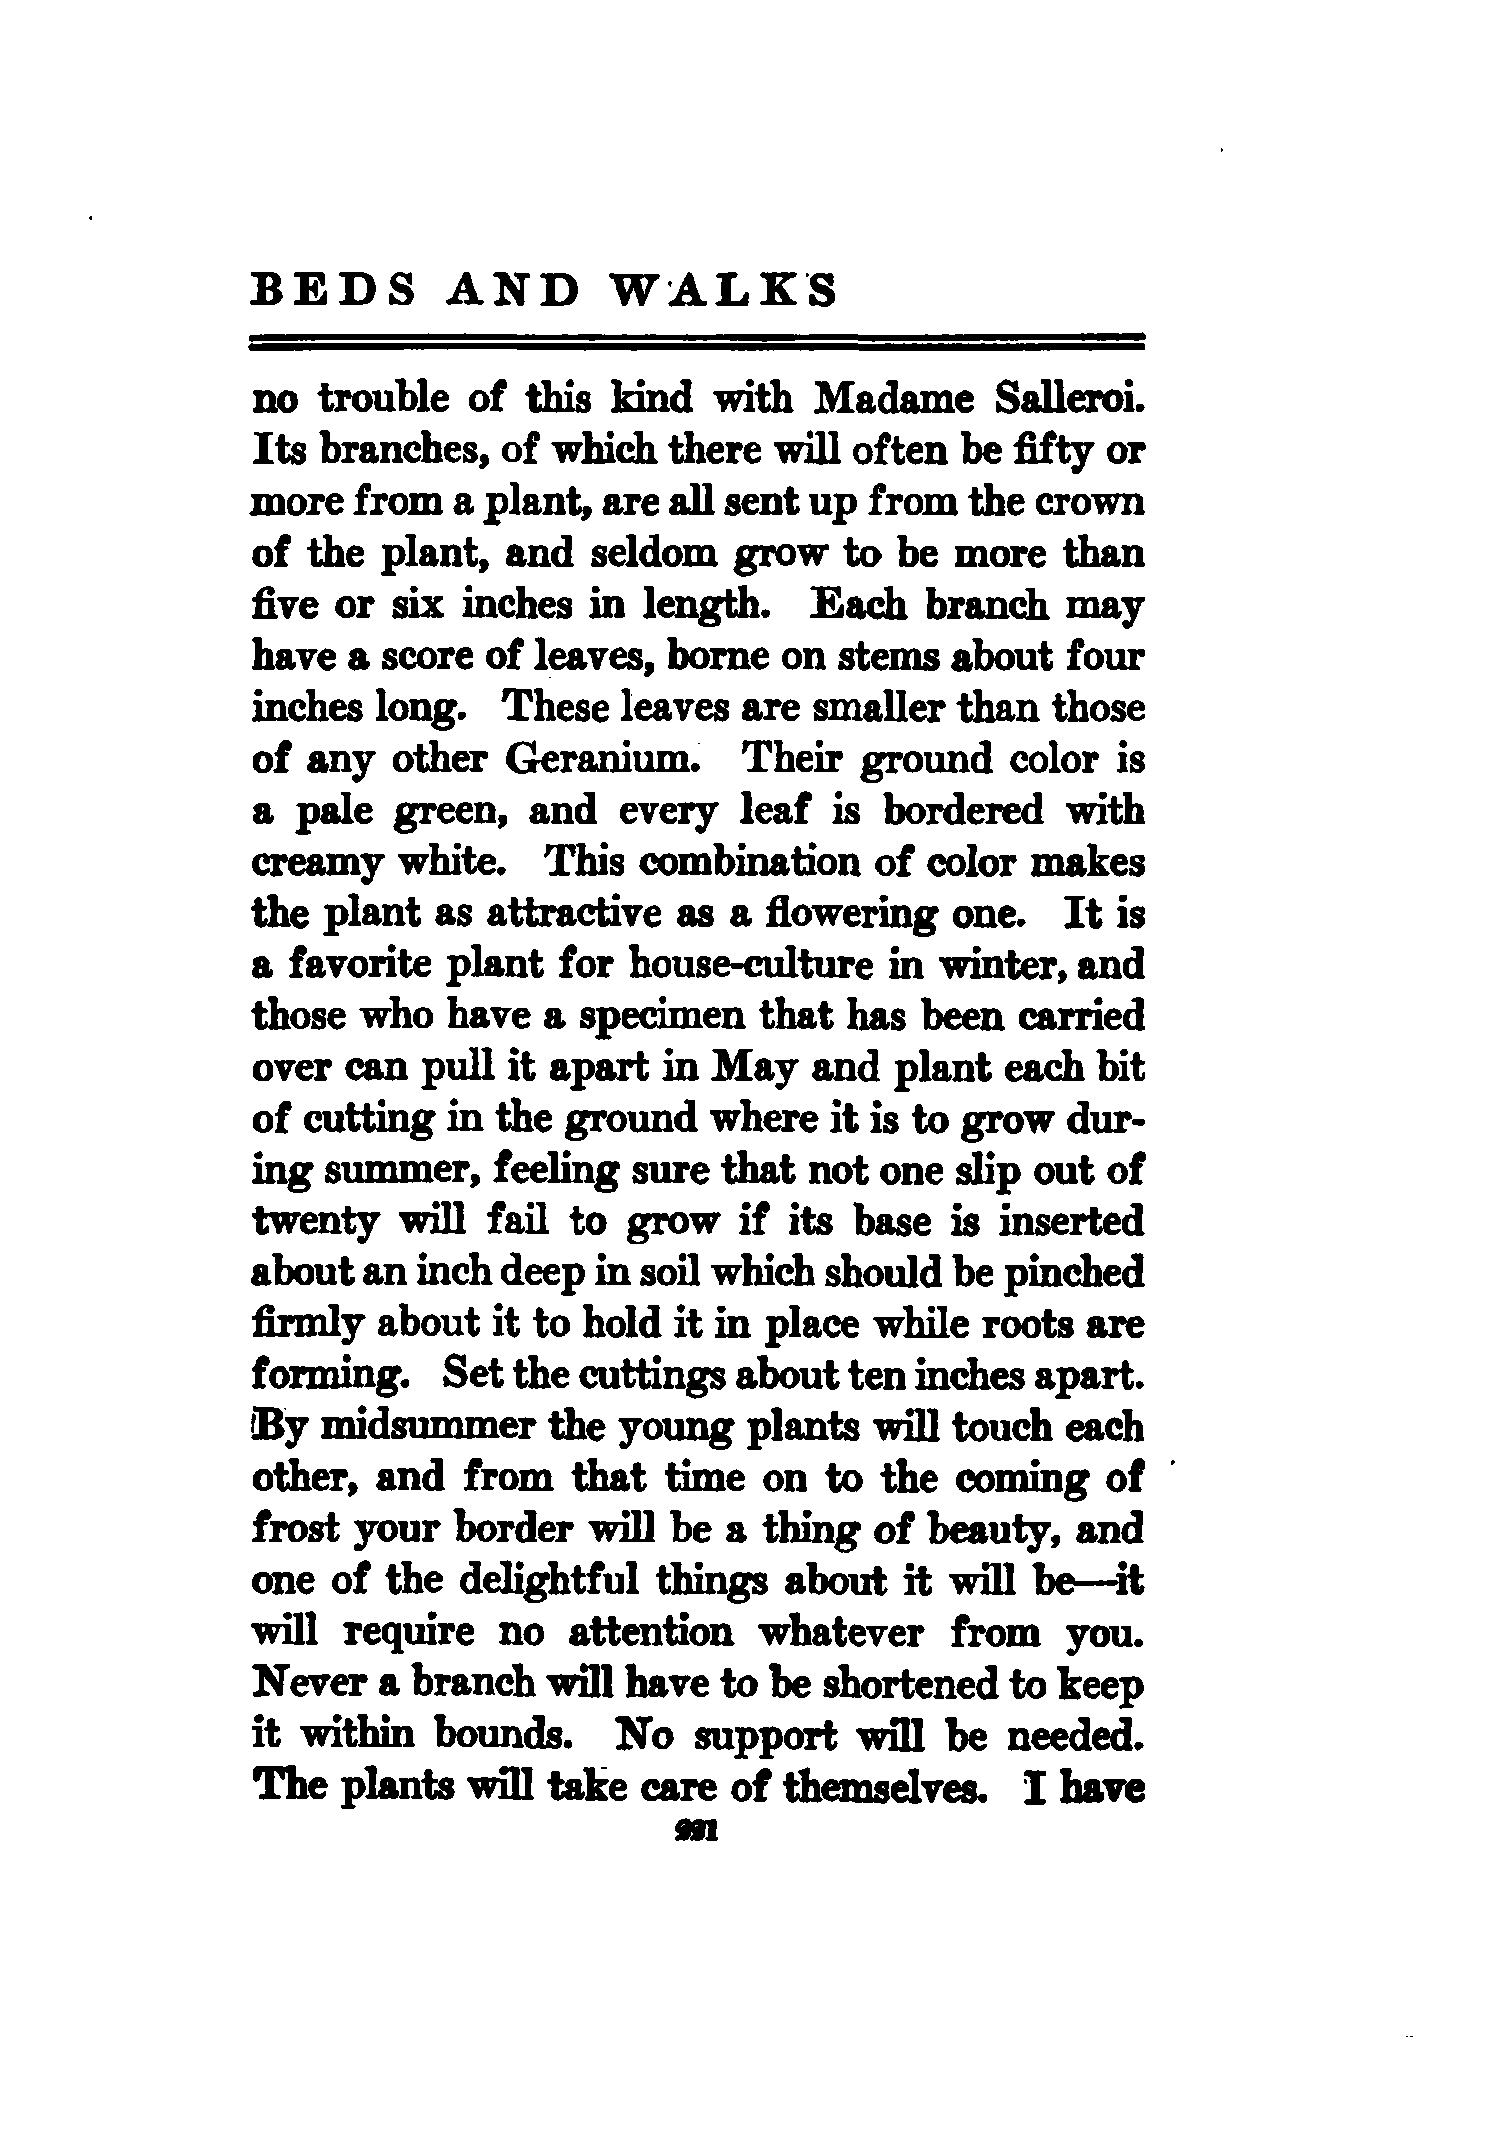 BEDS AND WALKS
no trouble of this kind with Madame Salleroi.
Its branches, of which there will often be fifty or
more from a plant, are all sent up from the crown
of the plant, and seldom grow to be more than
five or six inches in length. Each branch may
have a score of leaves, borne on stems about four
inches long. These leaves are smaller than those
of any other Geranium. Their ground color is
a pale green, and every leaf is bordered with
creamy white. This combination of color makes
the plant as attractive as a flowering one. It is
a favorite plant for house-culture in winter, and
those who have a specimen that has been carried
over can pull it apart in May and plant each bit
of cutting in the ground where it is to grow dur-
ing summer, feeling sure that not one slip out of
twenty will fail to grow if its base is inserted
about an inch deep in soil which should be pinched
firmly about it to hold it in place while roots are
forming. Set the cuttings about ten inches apart.
By midsummer the young plants will touch each
other, and from that time on to the coming of
frost your border will be a thing of beauty, and
one of the delightful things about it will be—it
will require no attention whatever from you.
Never a branch will have to be shortened to keep
it within bounds. No support will be needed.
The plants will take care of themselves. I have